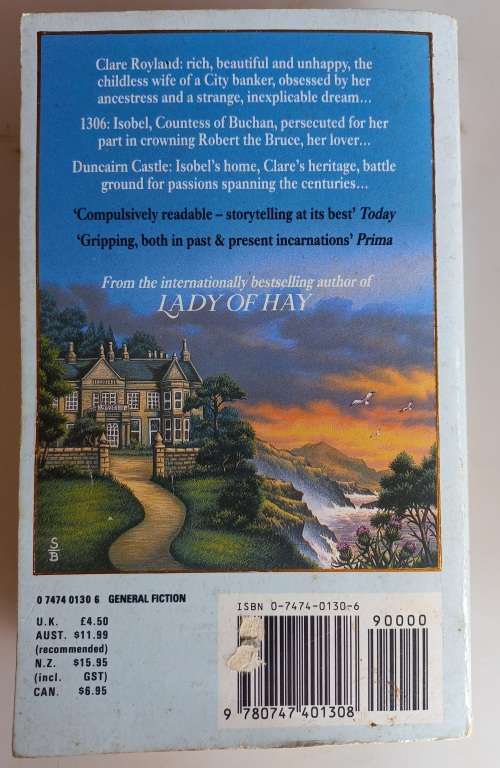 Clare Royland: rich, beautiful and unhappy, the
childless wife of a City banker, obsessed by her
ancestress and a strange, inexplicable dream...
1306: Isobel, Countess of Buchan, persecuted for her
part in crowning Robert the Bruce, her lover...
Duncairn Castle: Isobel's home, Clare's heritage, battle
ground for passions spanning the centuries...
'Compulsively readable – storytelling at its best' Today
'Gripping, both in past & present incarnations' Prima
From the internationally bestselling author of
LADY OF HAY
S
B
0 7474 0130 6 GENERAL FICTION
U.K. £4.50
AUST. $11.99
(recommended)
N.Z. $15.95
(incl. GST)
CAN. $6.95
ISBN 0-7474-0130-6
90000
9 780747 401308